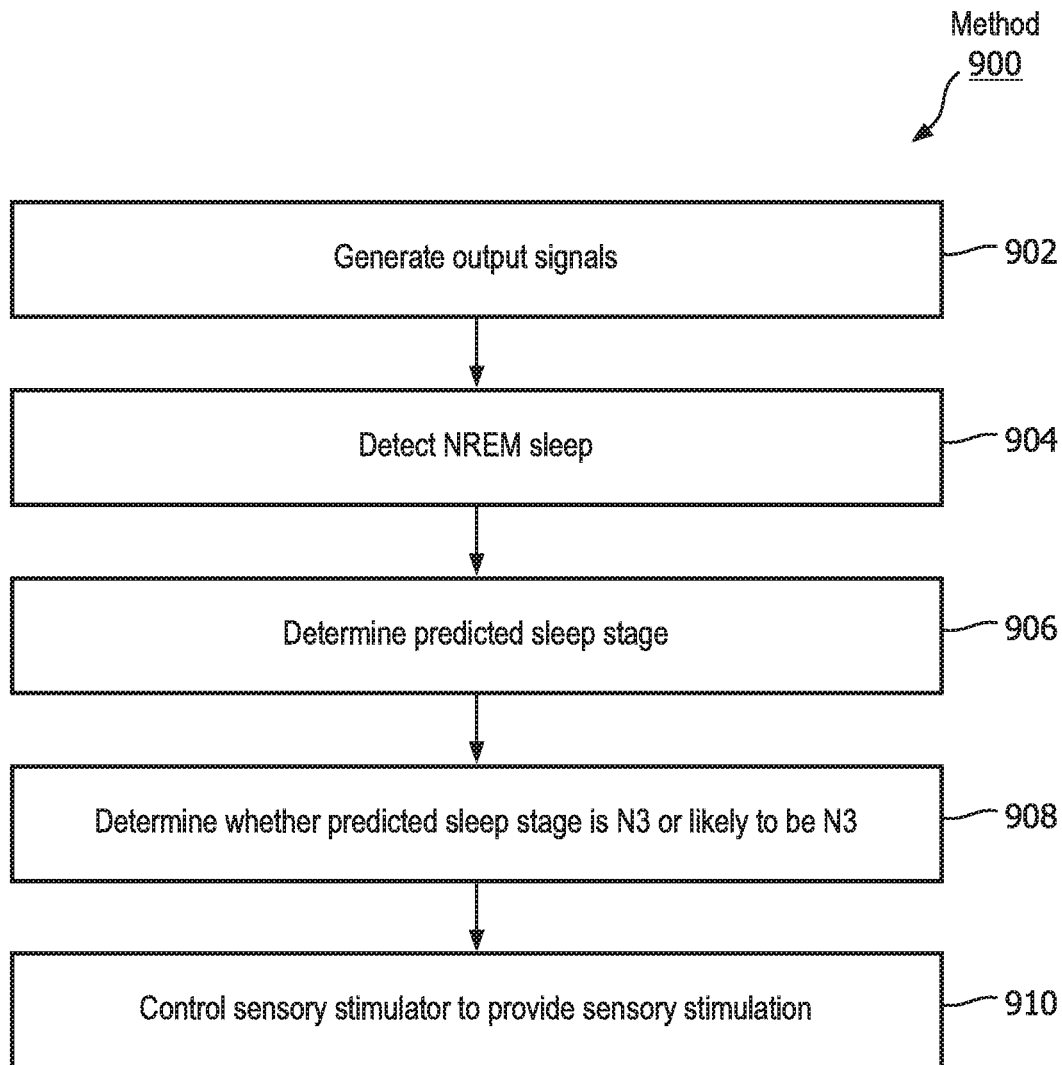 Method
900
Generate output signals
902
Detect NREM sleep
904
Determine predicted sleep stage
906
Determine whether predicted sleep stage is N3 or likely to be N3
908
Control sensory stimulator to provide sensory stimulation
910